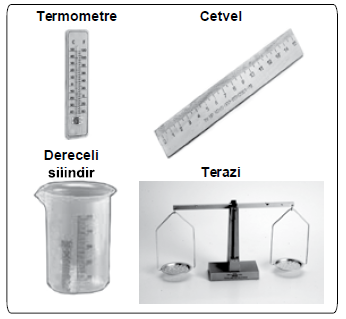 Termometre
Cetvel
Dereceli
silindir
Terazi